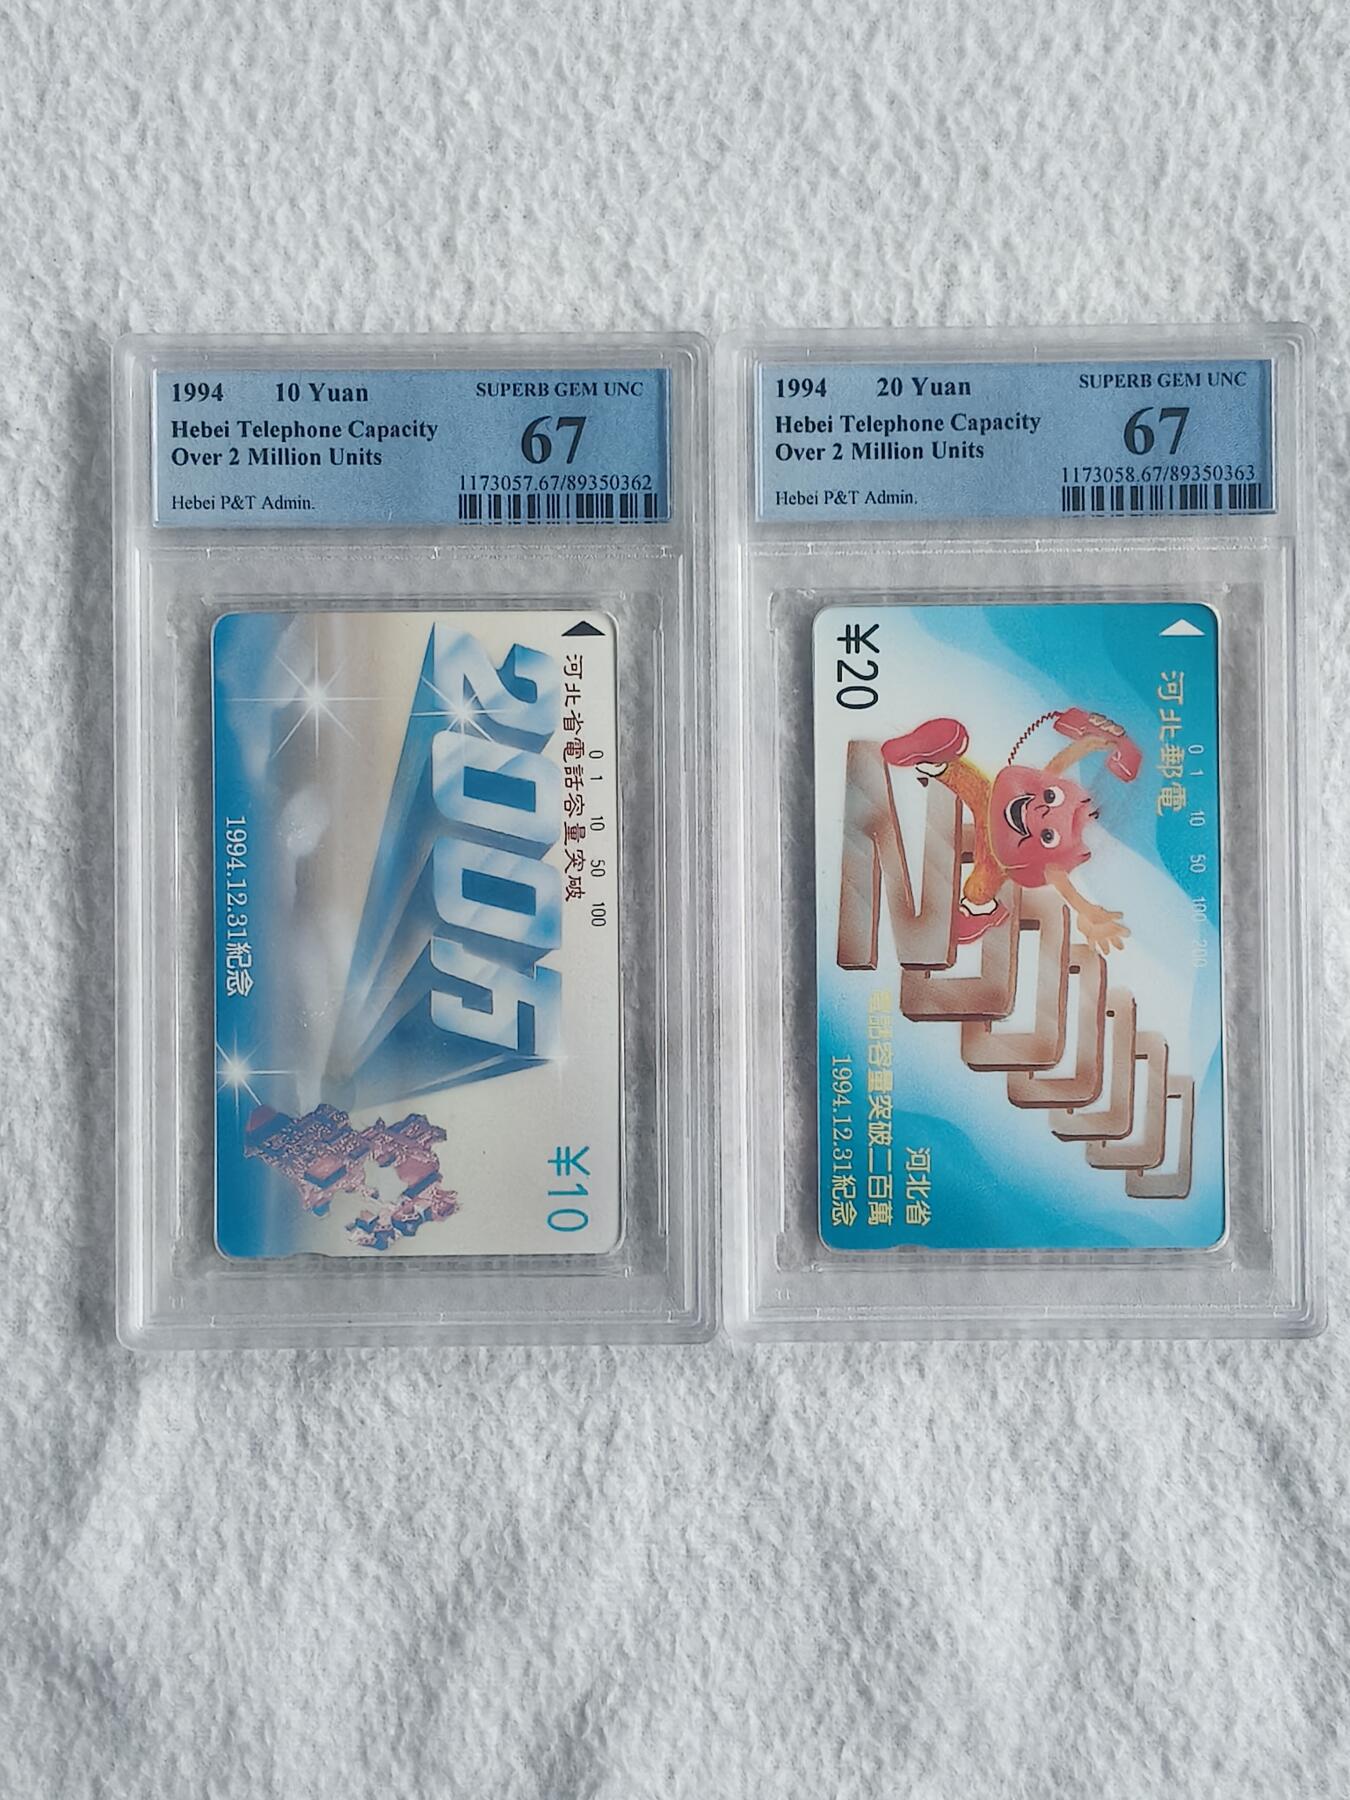 1994 10 Yuan
Hebei Telephone Capacity
Over 2 Million Units
Hebei P&T Admin.
SUPERB GEM UNC
67
1173057.67/89350362
河北省電話容量突破
0 1 10 50 100
200万
1994.12.31紀念
¥10
1994 20 Yuan
Hebei Telephone Capacity
Over 2 Million Units
Hebei P&T Admin.
SUPERB GEM UNC
67
1173058.67/89350363
河北郵電
0 1 10 50 100 200
¥20
2000000
河北省
電話容量突破二百萬
1994.12.31紀念